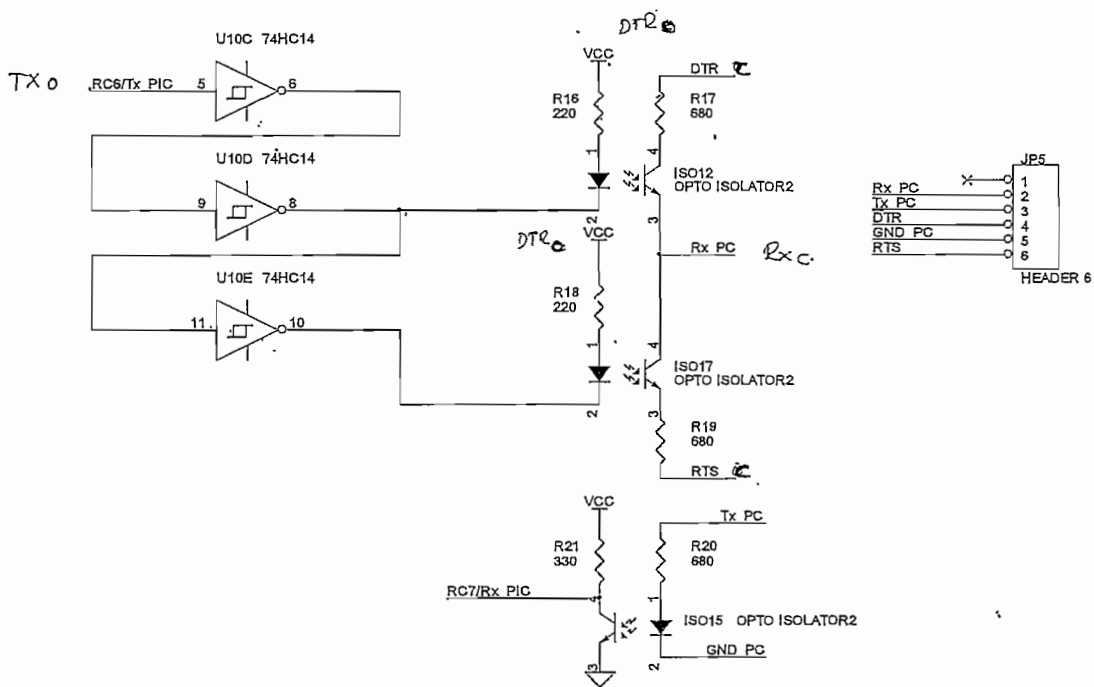 DTR
U10C 74HC14
VCC
DTR C
TX0
RC6/Tx PIC
5
6
R16
220
R17
680
U10D 74HC14
1
4
JP5
ISO12
OPTO ISOLATOR2
1
Rx PC
2
9
8
Tx PC
3
2
3
DTR
4
DTR
VCC
GND PC
5
Rx PC
Rx C.
RTS
6
U10E 74HC14
HEADER 6
R18
220
11
10
1
4
ISO17
OPTO ISOLATOR2
2
3
R19
680
RTS C
VCC
Tx PC
R21
330
R20
680
RC7/Rx PIC
4
1
ISO15 OPTO ISOLATOR2
3
2
GND PC